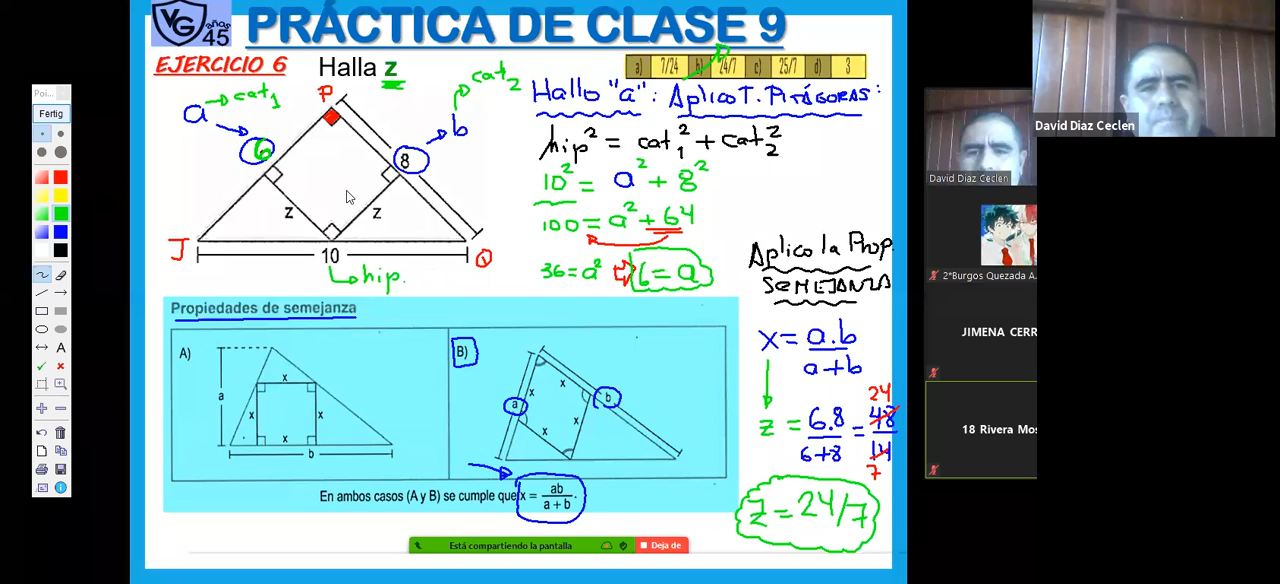 VG
años
45
PRÁCTICA DE CLASE 9
EJERCICIO 6
Halla z
a) 7/24 b) 24/7 c) 25/7 d) 3
a → cat1
P
cat2
b
6
8
z
z
J
10
Q
hip.
Hallo "a": Aplico T. PITÁGORAS:
hip² = cat₁² + cat₂²
10² = a² + 8²
100 = a² + 64
36 = a² ⇨ 6 = a
Aplico la Prop.
SEMEJANZA
x = a.b
a+b
z = 6.8 = 48
6+8 14
24
7
z = 24/7
Propiedades de semejanza
A)
a
x
x
x
x
b
B)
a
x
x
x
x
b
En ambos casos (A y B) se cumple que x = ab
a + b
Está compartiendo la pantalla
Deja de
Poi...
Fertig
A
David Diaz Ceclen
David Diaz Ceclen
2°Burgos Quezada A.
JIMENA CERR
18 Rivera Mos